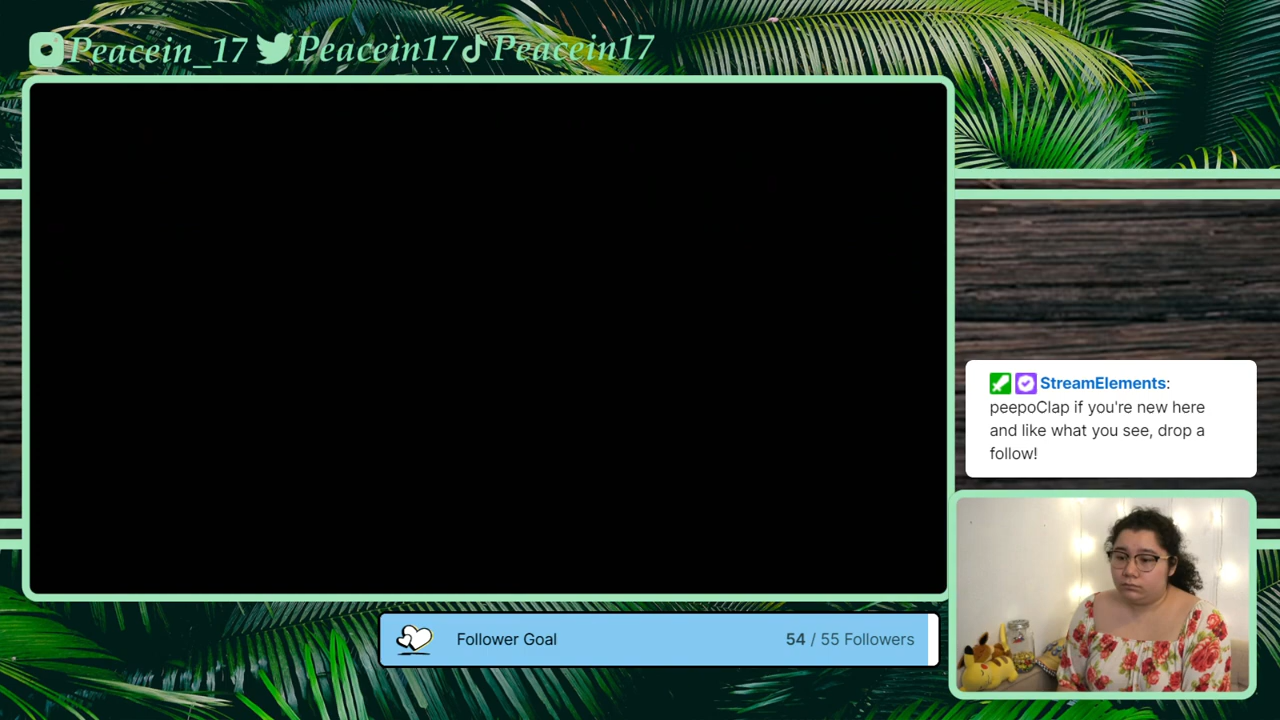 Peacein_17 Peacein17 Peacein17
StreamElements:
peepoClap if you're new here
and like what you see, drop a
follow!
Follower Goal 54 / 55 Followers